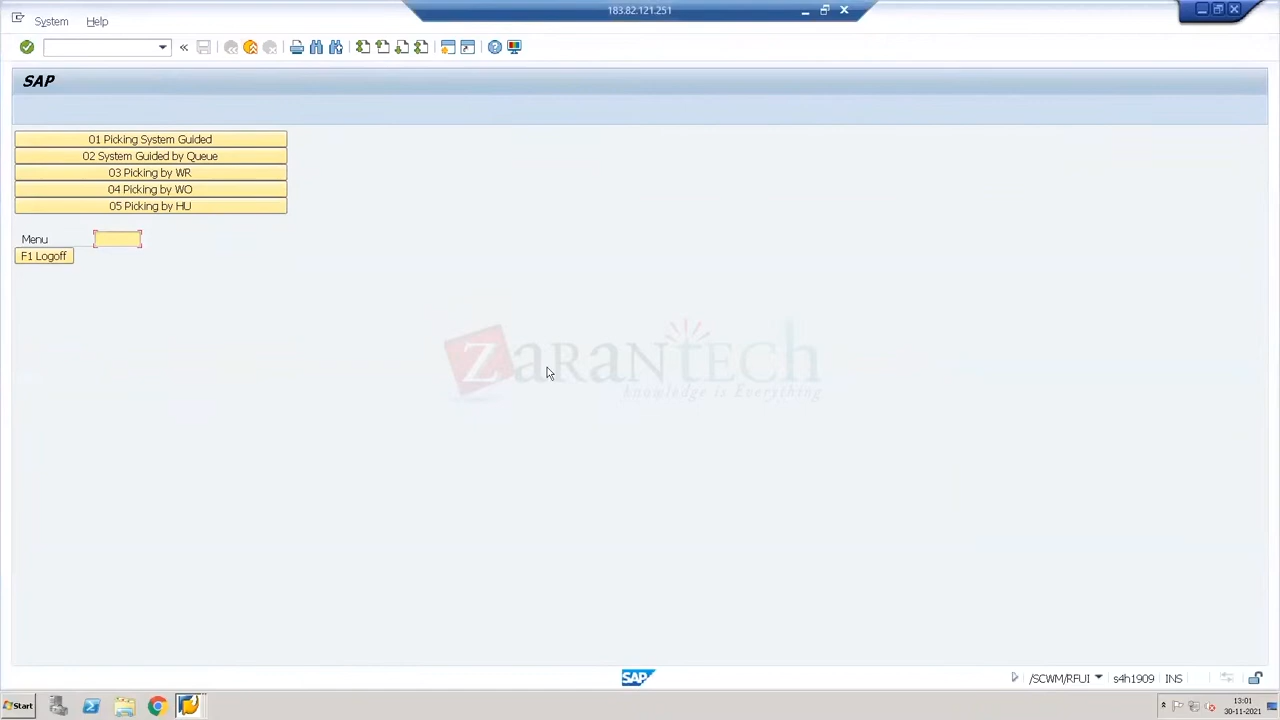 183.82.121.251
System Help
SAP
01 Picking System Guided
02 System Guided by Queue
03 Picking by WR
04 Picking by WO
05 Picking by HU
Menu
F1 Logoff
zarantech
knowledge is Everything
SAP
/SCWM/RFUI s4h1909 INS
Start
13:01
30-11-2021